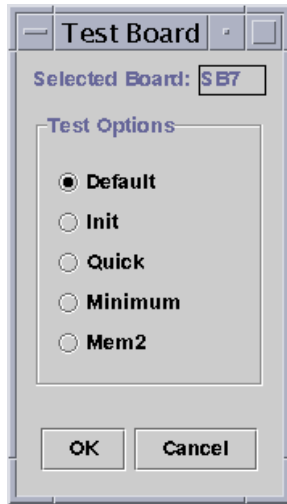 Test Board
Selected Board: SB7
Test Options
Default
Init
Quick
Minimum
Mem2
OK Cancel